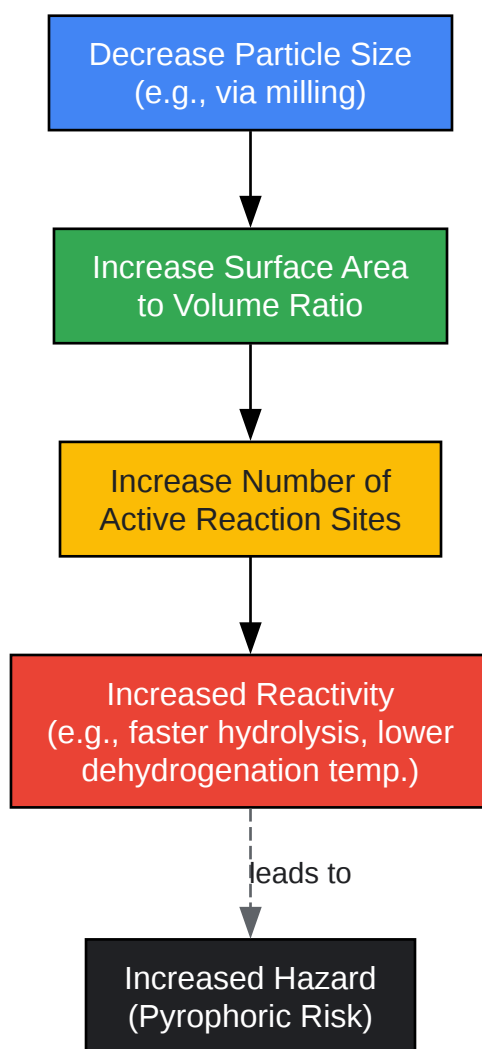 Decrease Particle Size
(e.g., via milling)
Increase Surface Area
to Volume Ratio
Increase Number of
Active Reaction Sites
Increased Reactivity
(e.g., faster hydrolysis, lower
dehydrogenation temp.)
leads to
Increased Hazard
(Pyrophoric Risk)